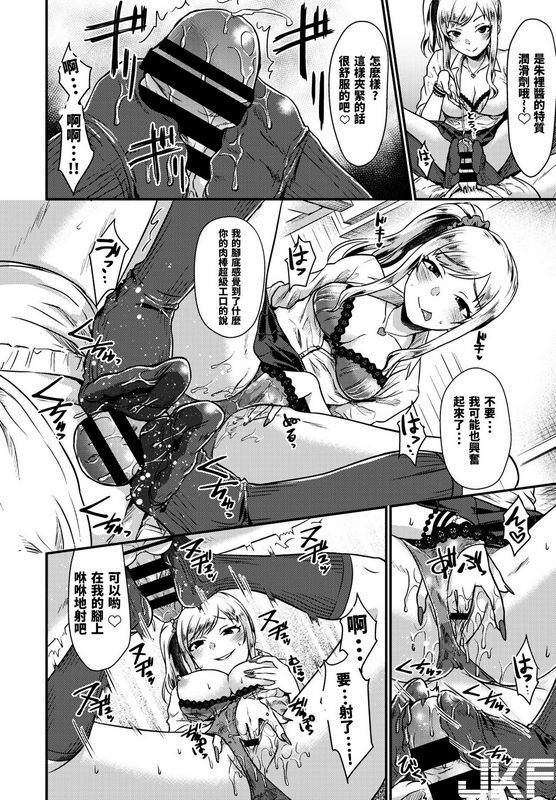 是朱裡醬的特質
潤滑劑哦~♡
怎麼樣?
這樣夾緊的話
很舒服的吧♡
啊...
啊啊
...!!
我的腳底感覺到了什麼
你的肉棒超級工口的說
不要...
我可能也興奮
起來了...
啊...
要...
射了...!
可以喲♡
在我的腳上
咻咻地射吧
JKF